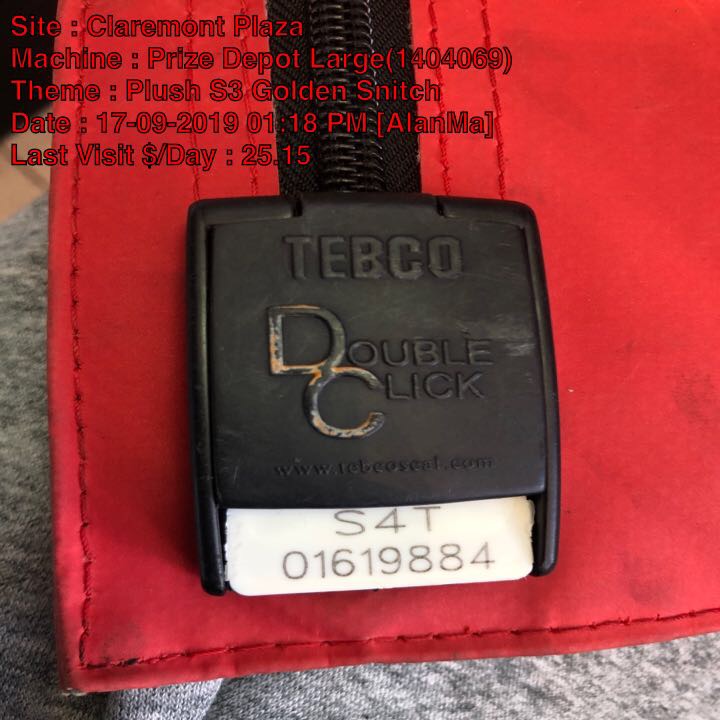 Site : Claremont Plaza
Machine : Prize Depot Large(1404069)
Theme : Plush S3 Golden Snitch
Date : 17-09-2019 01:18 PM [AlanMa]
Last Visit $/Day : 25.15
TEBCO
DOUBLE
CLICK
www.tebcoseal.com
S4T
01619884